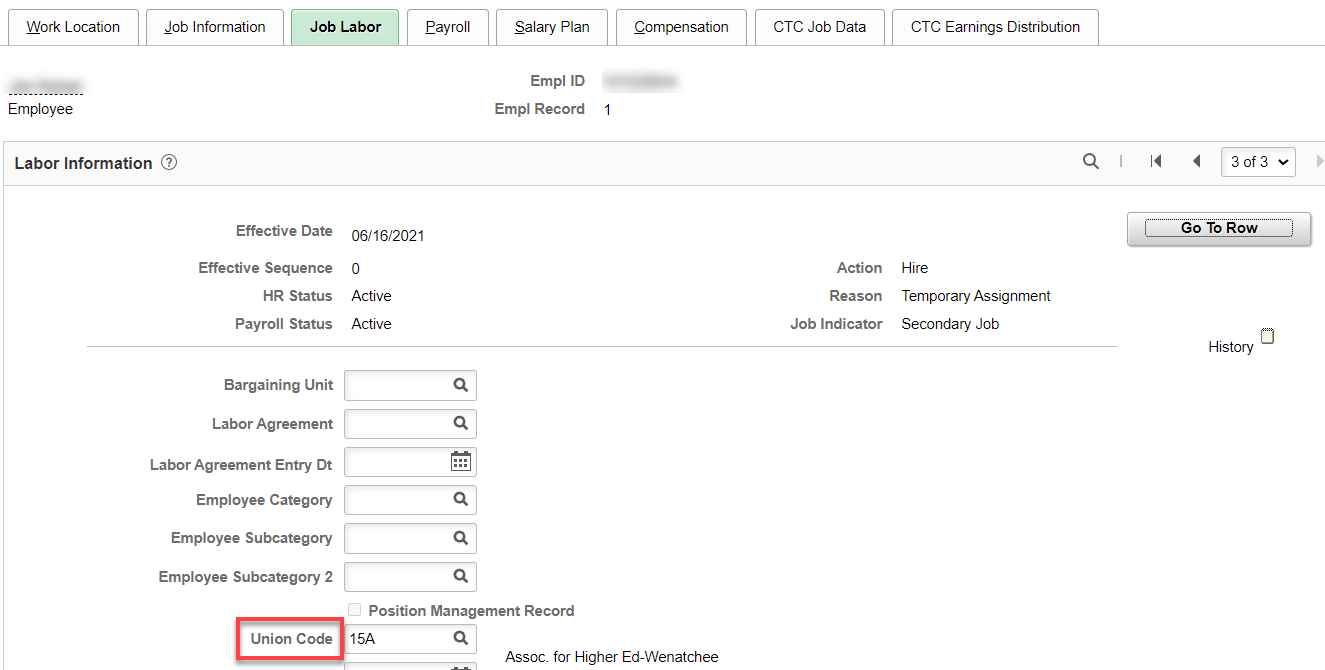 Work Location Job Information Job Labor Payroll Salary Plan Compensation CTC Job Data CTC Earnings Distribution
Empl ID
Employee
Empl Record 1
Labor Information ? 3 of 3
Go To Row
Effective Date 06/16/2021
Effective Sequence 0 Action Hire
HR Status Active Reason Temporary Assignment
Payroll Status Active Job Indicator Secondary Job
History
Bargaining Unit
Labor Agreement
Labor Agreement Entry Dt
Employee Category
Employee Subcategory
Employee Subcategory 2
Position Management Record
Union Code 15A
Assoc. for Higher Ed-Wenatchee